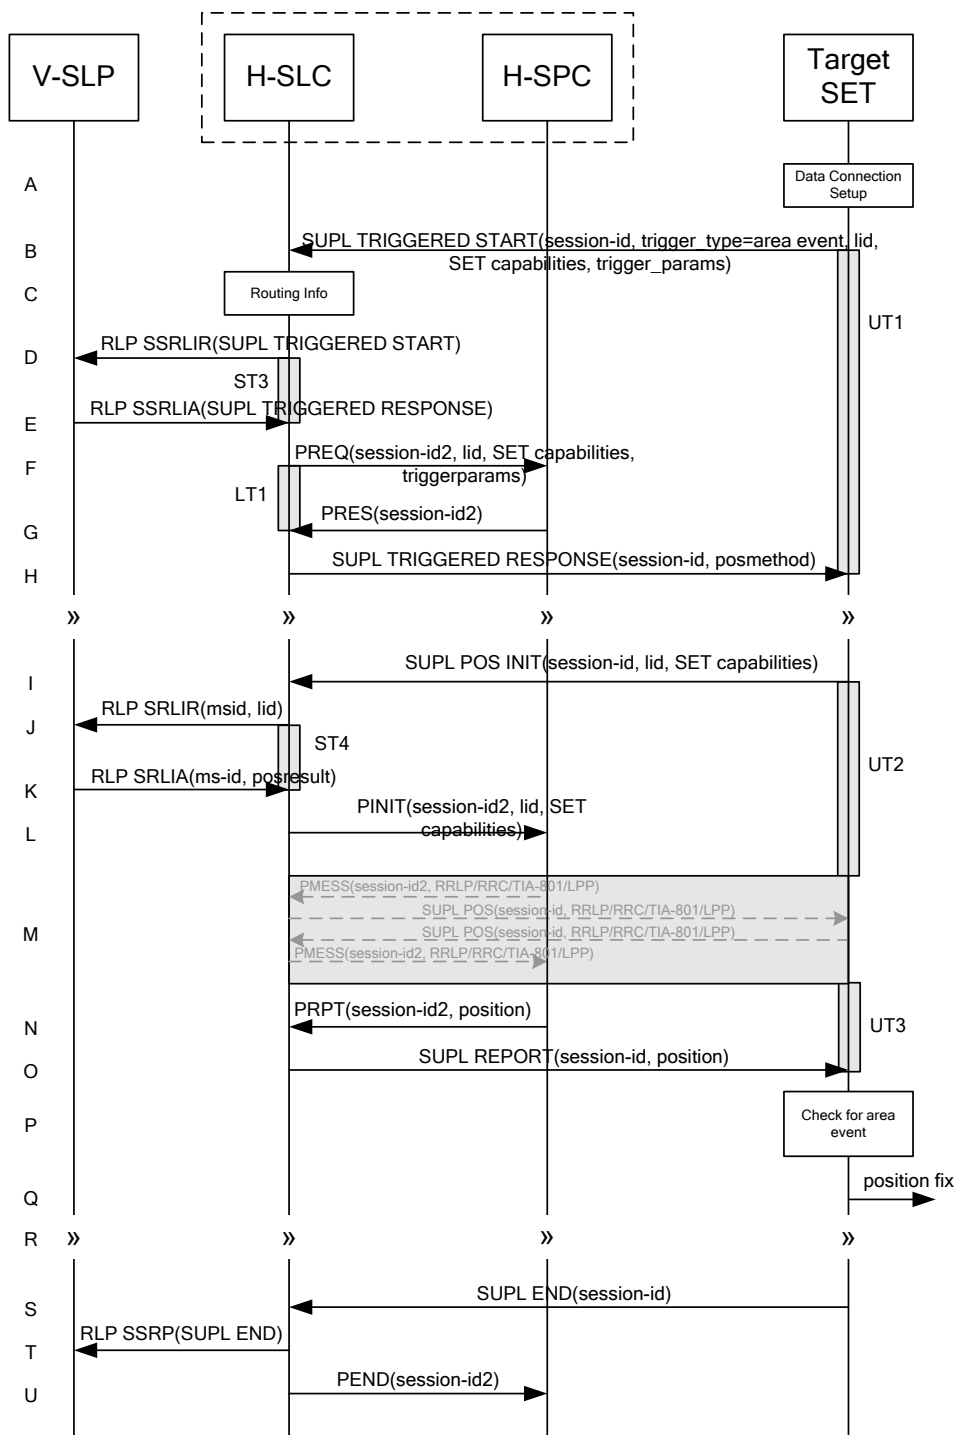 V-SLP
H-SLC
H-SPC
Target
SET
A
Data Connection
Setup
B
SUPL TRIGGERED START(session-id, trigger_type=area event, lid,
SET capabilities, trigger_params)
C
Routing Info
UT1
D
RLP SSRLIR(SUPL TRIGGERED START)
ST3
E
RLP SSRLIA(SUPL TRIGGERED RESPONSE)
F
PREQ(session-id2, lid, SET capabilities,
triggerparams)
LT1
G
PRES(session-id2)
H
SUPL TRIGGERED RESPONSE(session-id, posmethod)
» » » »
I
SUPL POS INIT(session-id, lid, SET capabilities)
J
RLP SRLIR(msid, lid)
ST4
UT2
K
RLP SRLIA(ms-id, posresult)
L
PINIT(session-id2, lid, SET
capabilities)
PMESS(session-id2, RRLP/RRC/TIA-801/LPP)
SUPL POS(session-id, RRLP/RRC/TIA-801/LPP)
M
SUPL POS(session-id, RRLP/RRC/TIA-801/LPP)
PMESS(session-id2, RRLP/RRC/TIA-801/LPP)
N
PRPT(session-id2, position)
UT3
O
SUPL REPORT(session-id, position)
P
Check for area
event
Q
position fix
R » » » »
S
SUPL END(session-id)
T
RLP SSRP(SUPL END)
U
PEND(session-id2)